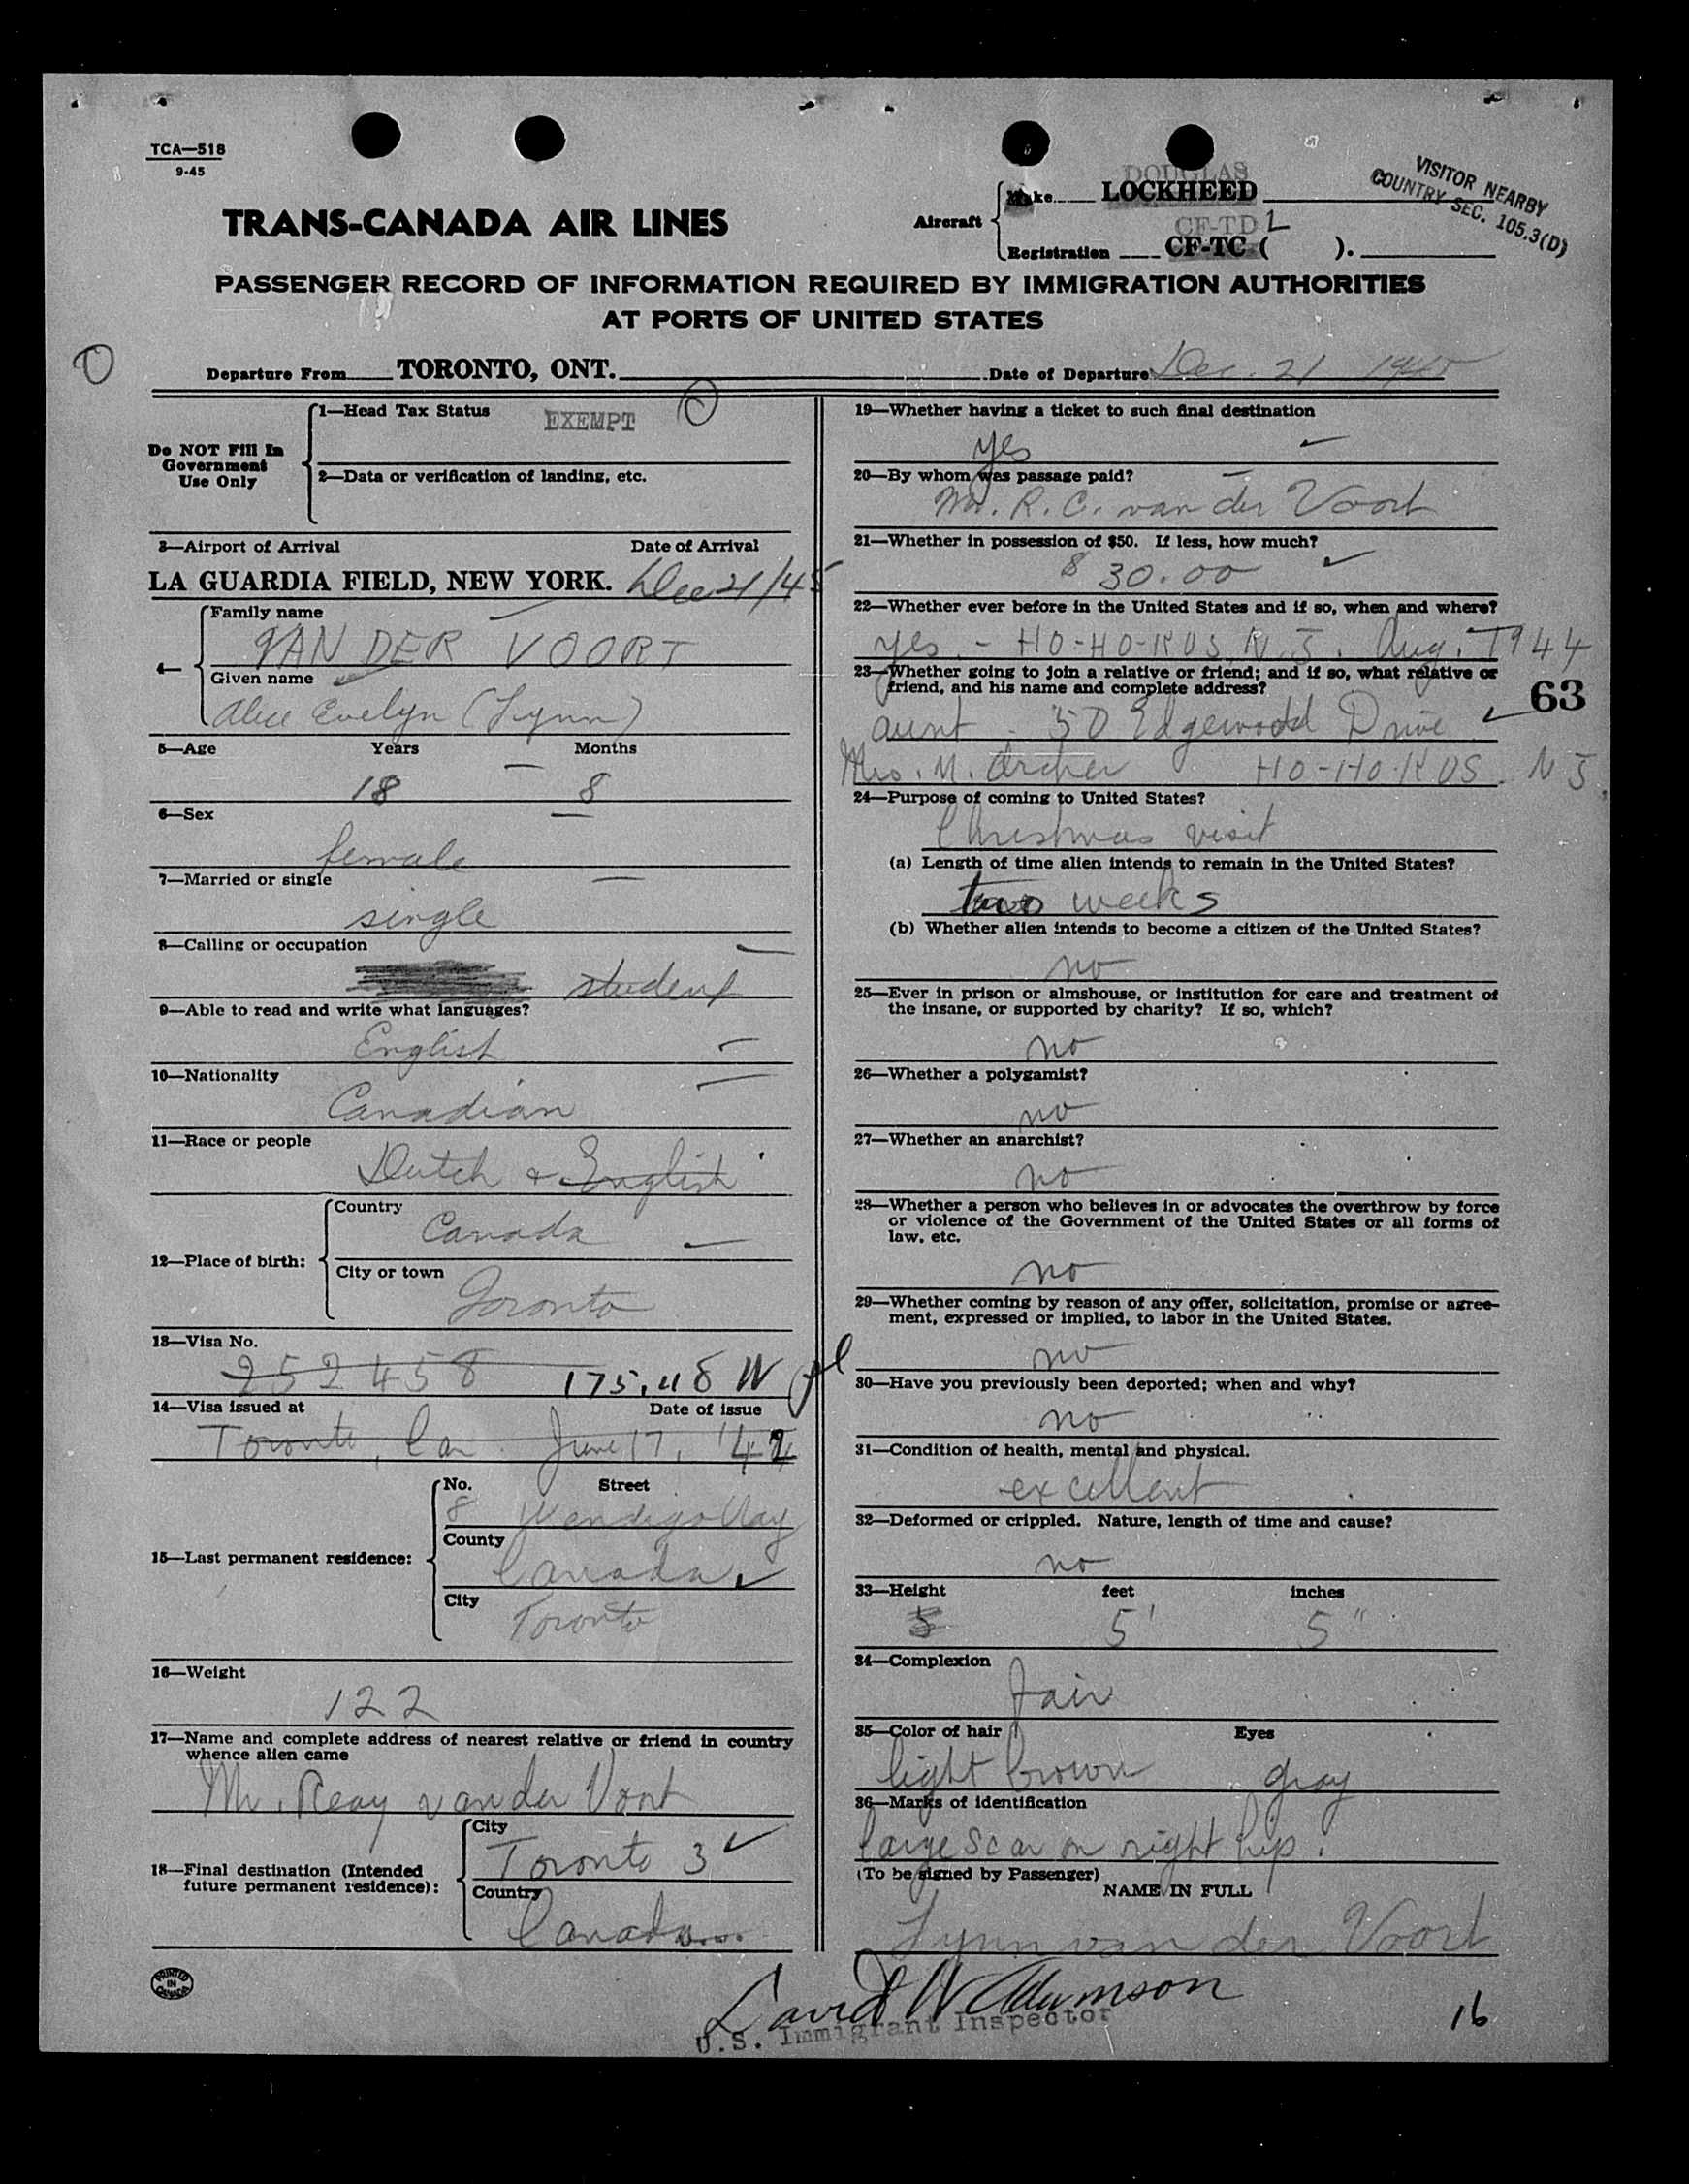 TCA—518
9-45
TRANS-CANADA AIR LINES
Aircraft
Make
DOUGLAS
LOCKHEED
CF-TD L
Registration CF-TC ( ).
VISITOR NEARBY
COUNTRY SEC. 105.3(D)
PASSENGER RECORD OF INFORMATION REQUIRED BY IMMIGRATION AUTHORITIES
AT PORTS OF UNITED STATES
Departure From TORONTO, ONT. Date of Departure Dec. 21 1945
Do NOT Fill In
Government
Use Only
1—Head Tax Status EXEMPT
2—Data or verification of landing, etc.
3—Airport of Arrival Date of Arrival
LA GUARDIA FIELD, NEW YORK. Dec 21/45
4—
Family name
VAN DER VOORT
Given name
Alice Evelyn (Lynn)
5—Age Years Months
18 8
6—Sex
female
7—Married or single
single
8—Calling or occupation
student
9—Able to read and write what languages?
English
10—Nationality
Canadian
11—Race or people
Dutch & English
12—Place of birth:
Country
Canada
City or town
Toronto
13—Visa No.
252458 175.48 W
14—Visa issued at Date of issue
Toronto, Can. June 17, '42
15—Last permanent residence:
No. Street
8 Wendigo Way
County
Canada
City
Toronto
16—Weight
122
17—Name and complete address of nearest relative or friend in country
whence alien came
Mr. Reay van der Voort
18—Final destination (Intended
future permanent residence):
City
Toronto 3
Country
Canada
19—Whether having a ticket to such final destination
yes
20—By whom was passage paid?
Mr. R. C. van der Voort
21—Whether in possession of $50. If less, how much?
$ 30.00
22—Whether ever before in the United States and if so, when and where?
yes - HO-HO-KUS, N.J. Aug. 1944
23—Whether going to join a relative or friend; and if so, what relative or
friend, and his name and complete address?
63
aunt - 50 Edgewood Drive
Mrs. M. Archer HO-HO-KUS. N J.
24—Purpose of coming to United States?
Christmas visit
(a) Length of time alien intends to remain in the United States?
two weeks
(b) Whether alien intends to become a citizen of the United States?
no
25—Ever in prison or almshouse, or institution for care and treatment of
the insane, or supported by charity? If so, which?
no
26—Whether a polygamist?
no
27—Whether an anarchist?
no
28—Whether a person who believes in or advocates the overthrow by force
or violence of the Government of the United States or all forms of
law, etc.
no
29—Whether coming by reason of any offer, solicitation, promise or agree-
ment, expressed or implied, to labor in the United States.
no
30—Have you previously been deported; when and why?
no
31—Condition of health, mental and physical.
excellent
32—Deformed or crippled. Nature, length of time and cause?
no
33—Height feet inches
5 5' 5"
34—Complexion
fair
35—Color of hair Eyes
light brown gray
36—Marks of identification
large scar on right hip.
(To be signed by Passenger)
NAME IN FULL
Lynn van der Voort
PRINTED
IN
CANADA
David W Adamson
U.S. Immigrant Inspector
16